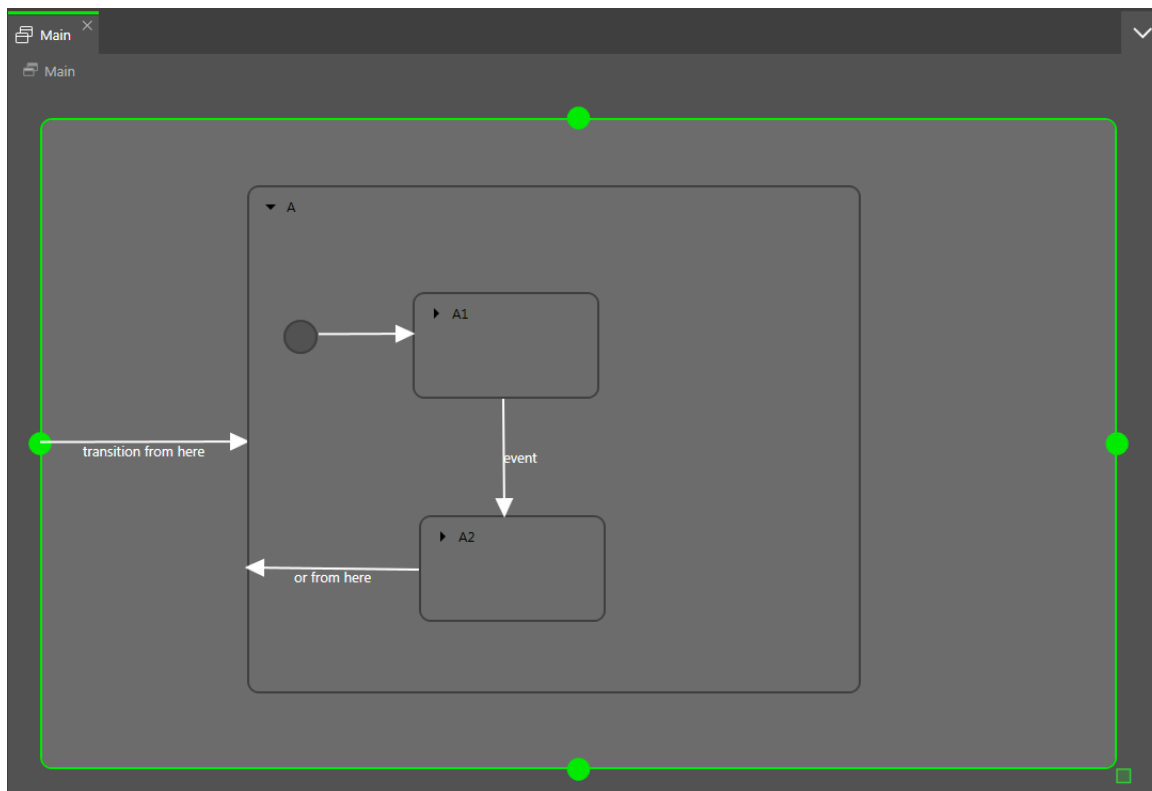 Main
Main
A
A1
transition from here
event
A2
or from here